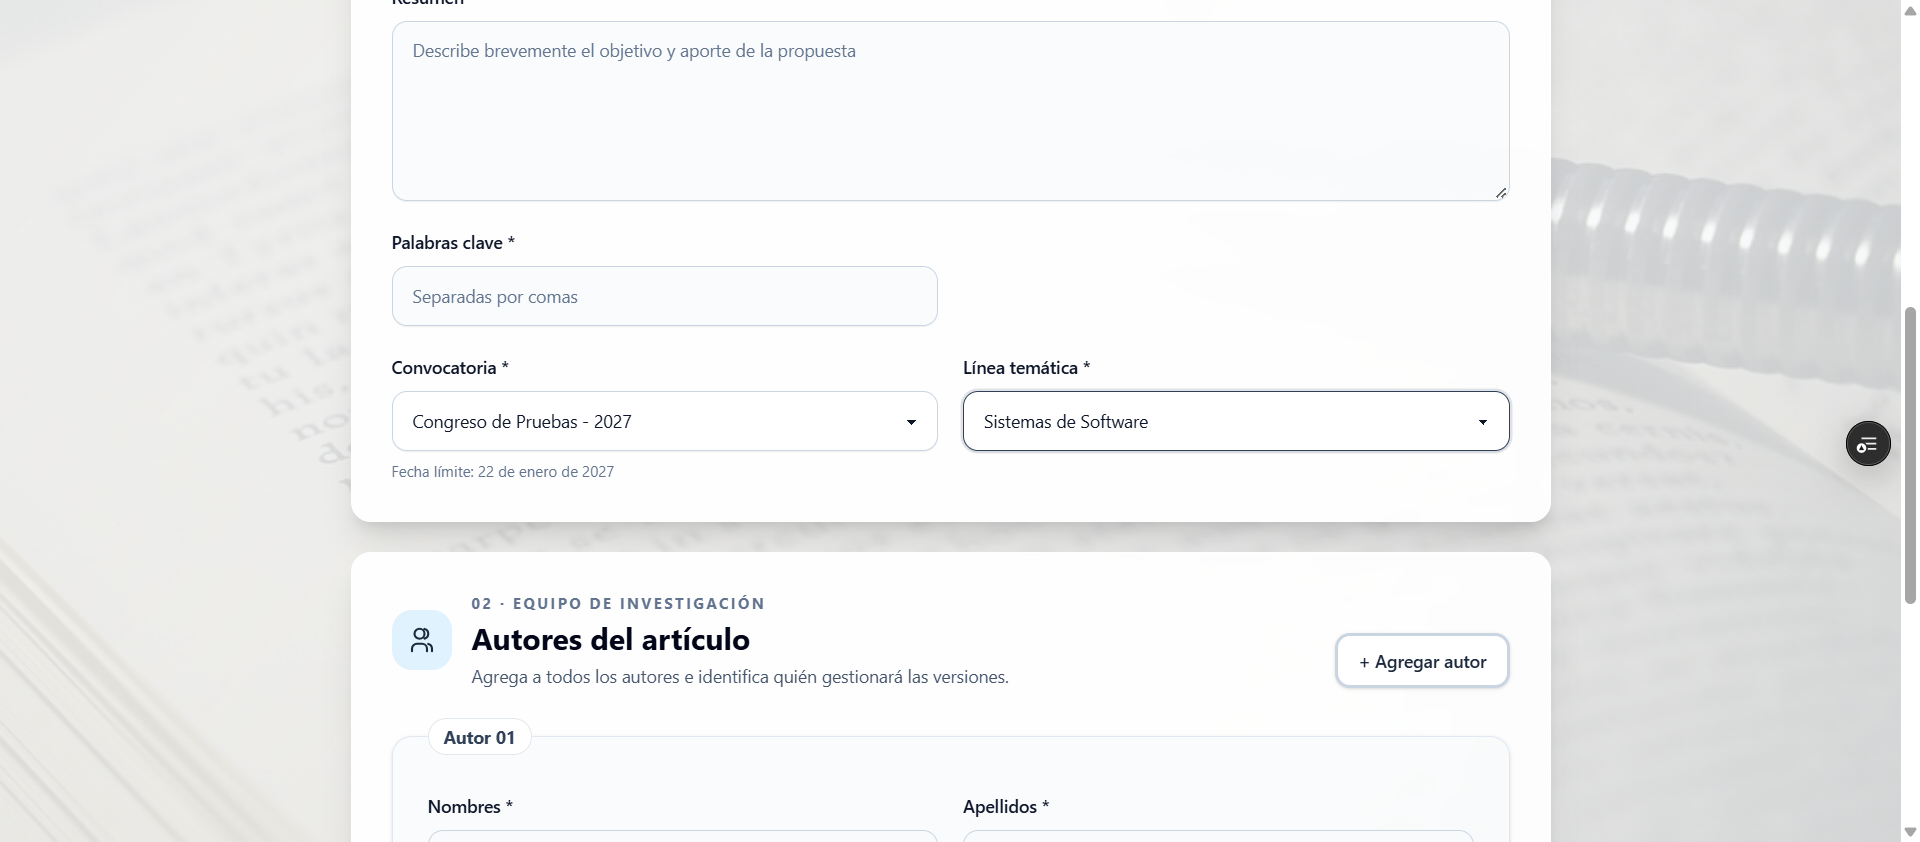 Resumen
Describe brevemente el objetivo y aporte de la propuesta
Palabras clave *
Separadas por comas
Convocatoria *
Línea temática *
Congreso de Pruebas - 2027
Sistemas de Software
Fecha límite: 22 de enero de 2027
02 · EQUIPO DE INVESTIGACIÓN
Autores del artículo
Agrega a todos los autores e identifica quién gestionará las versiones.
+ Agregar autor
Autor 01
Nombres *
Apellidos *